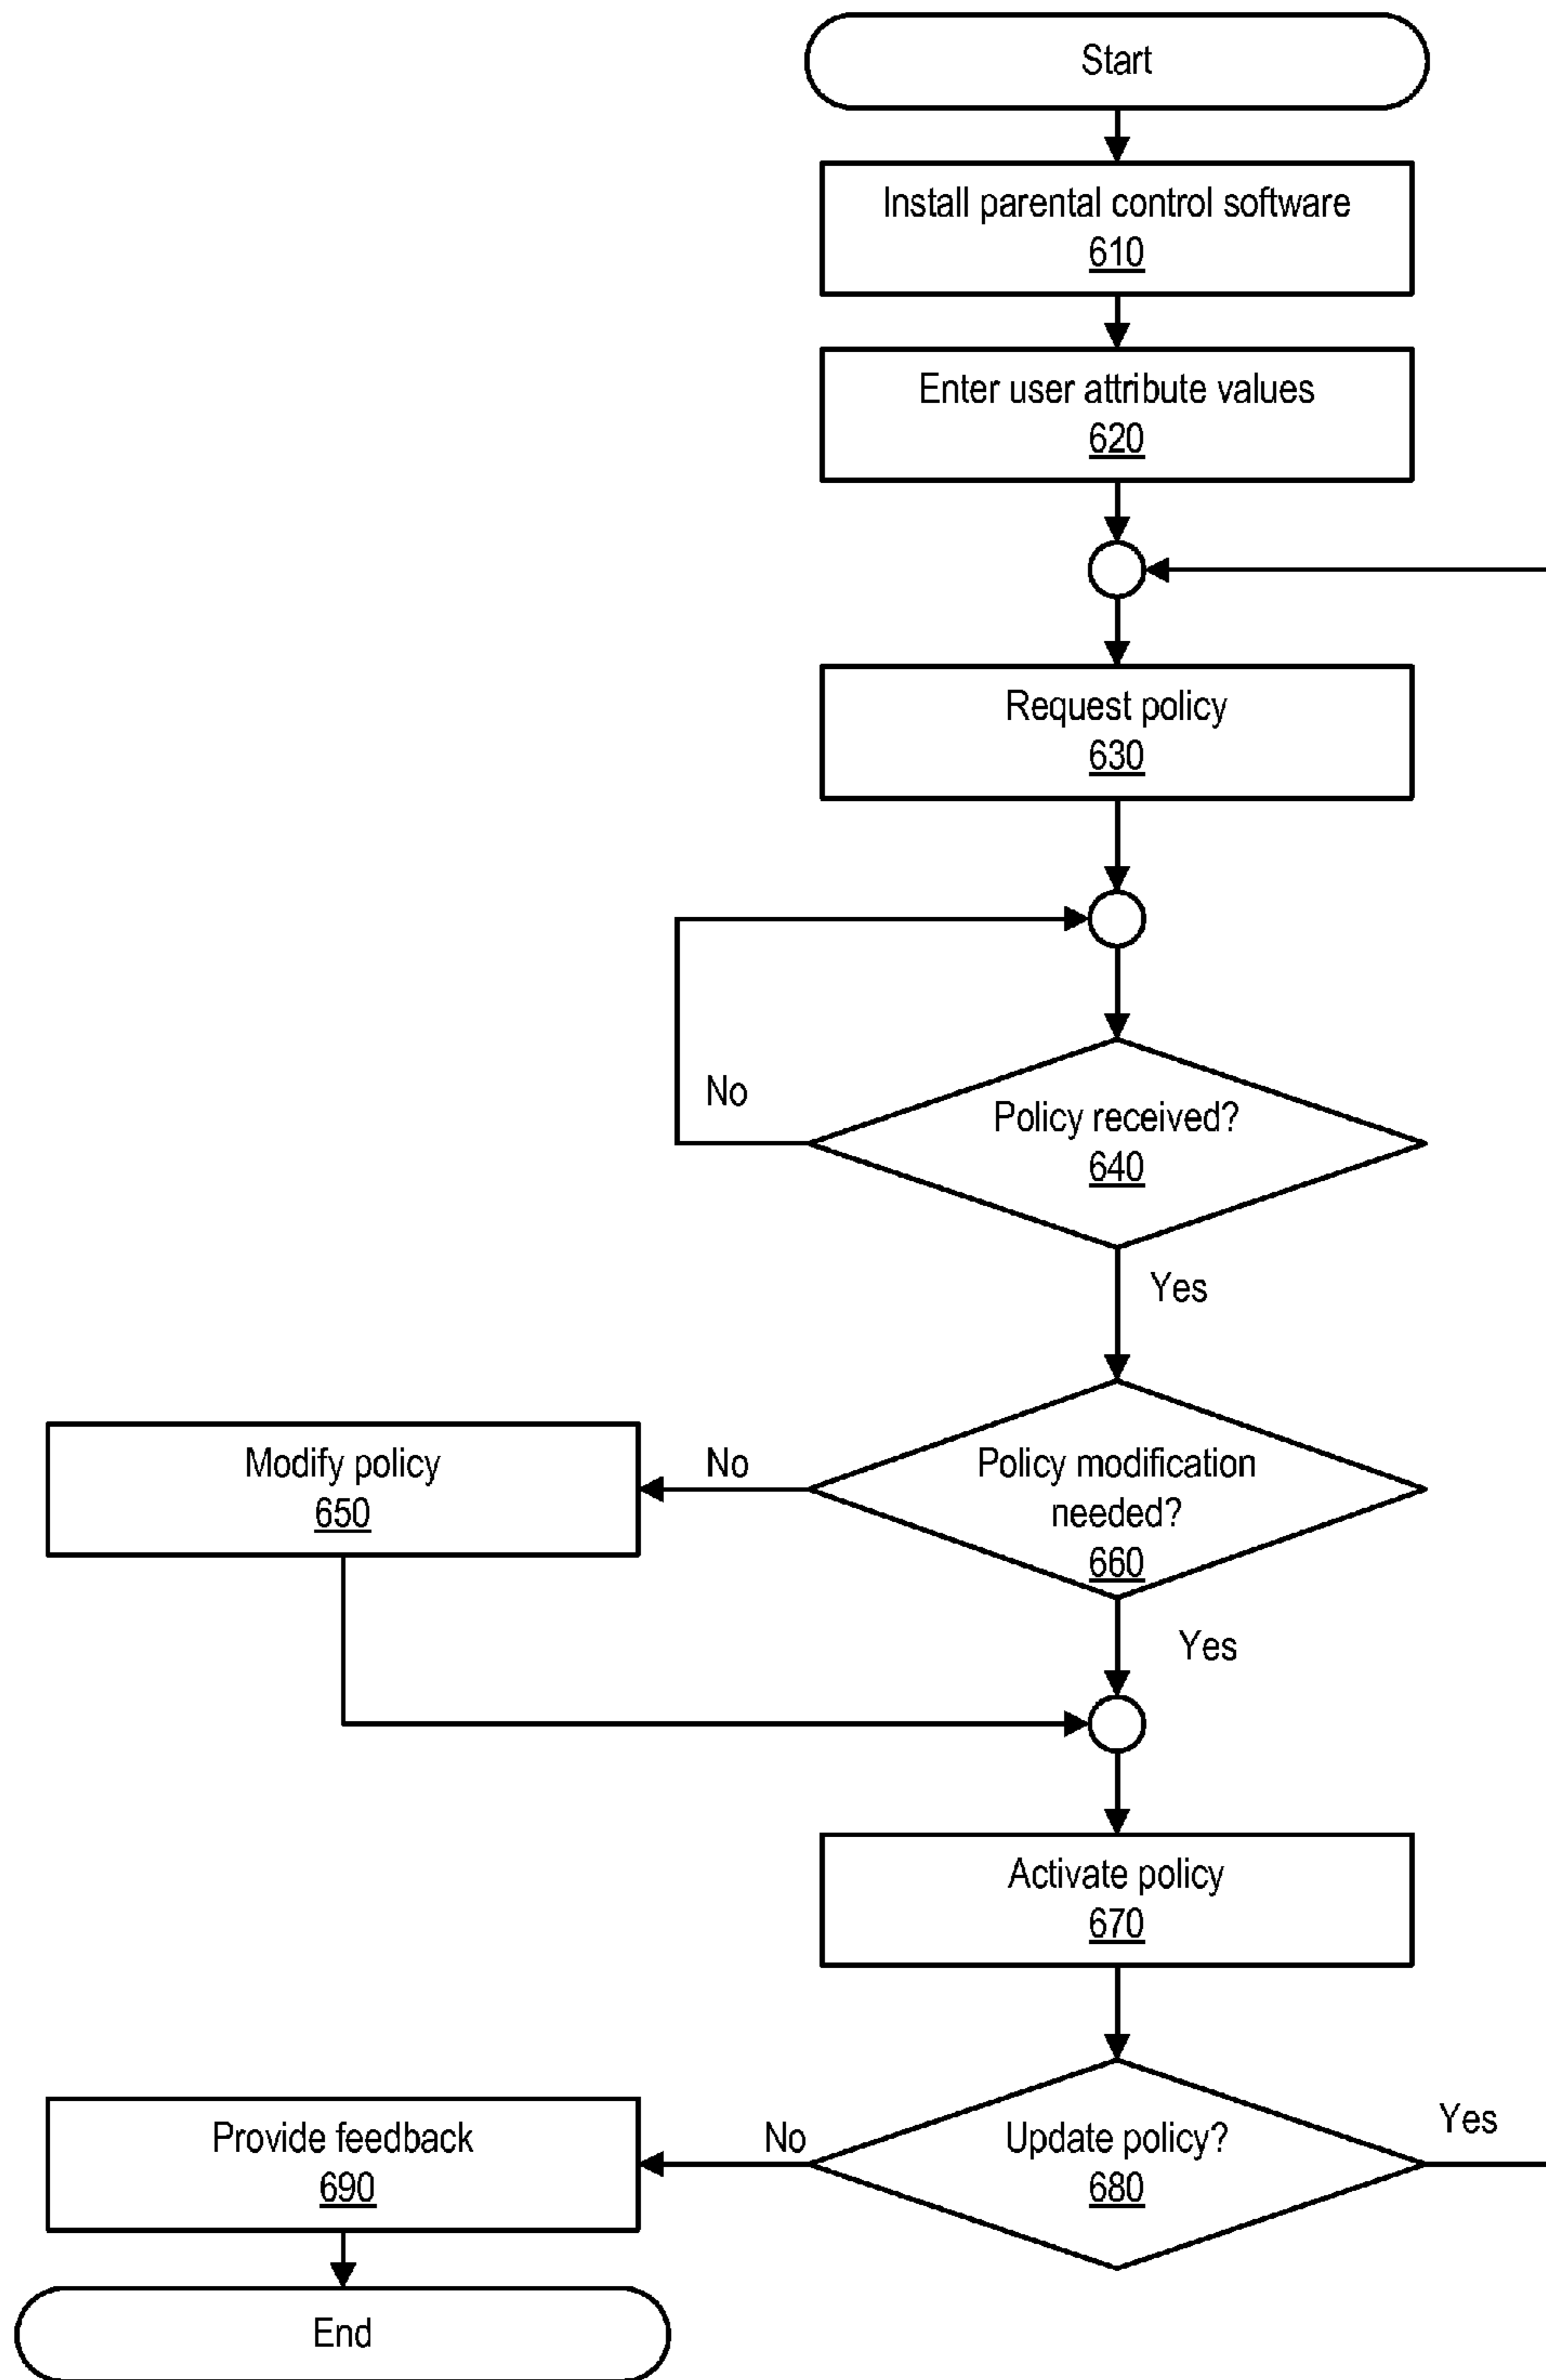 Start
Install parental control software
610
Enter user attribute values
620
Request policy
630
No
Policy received?
640
Yes
Modify policy
650
No
Policy modification
needed?
660
Yes
Activate policy
670
Provide feedback
690
No
Update policy?
680
Yes
End